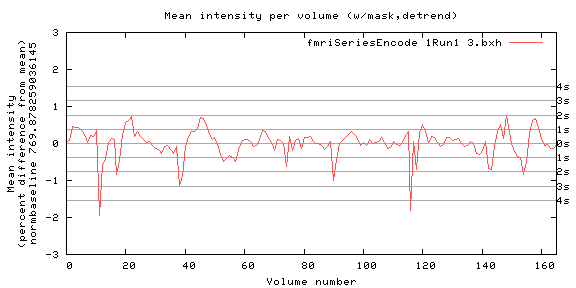 Mean intensity per volume (w/mask,detrend)
fmriSeriesEncode 1Run1 3.bxh
Mean intensity
(percent difference from mean)
normbaseline 769.878259036145
3
2
1
0
-1
-2
-3
4s
3s
2s
1s
0s
1s
2s
3s
4s
0 20 40 60 80 100 120 140 160
Volume number